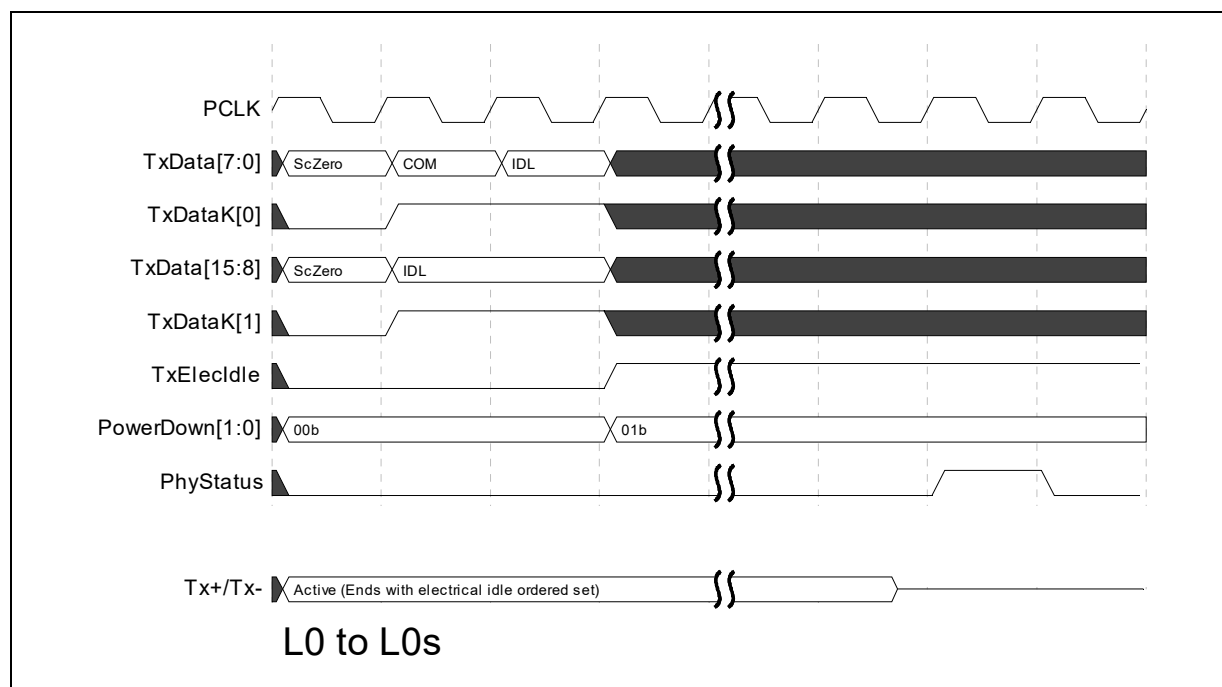 PCLK
TxData[7:0] ScZero COM IDL
TxDataK[0]
TxData[15:8] ScZero IDL
TxDataK[1]
TxElecIdle
PowerDown[1:0] 00b 01b
PhyStatus
Tx+/Tx- Active (Ends with electrical idle ordered set)
L0 to L0s